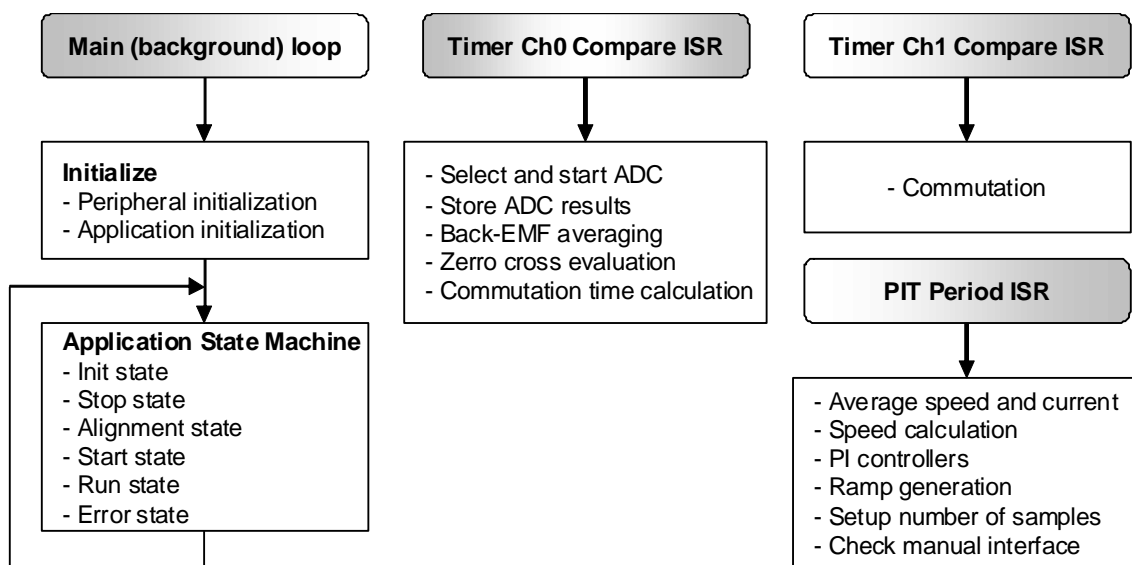 Main (background) loop
Initialize
- Peripheral initialization
- Application initialization
Application State Machine
- Init state
- Stop state
- Alignment state
- Start state
- Run state
- Error state
Timer Ch0 Compare ISR
- Select and start ADC
- Store ADC results
- Back-EMF averaging
- Zerro cross evaluation
- Commutation time calculation
Timer Ch1 Compare ISR
- Commutation
PIT Period ISR
- Average speed and current
- Speed calculation
- PI controllers
- Ramp generation
- Setup number of samples
- Check manual interface